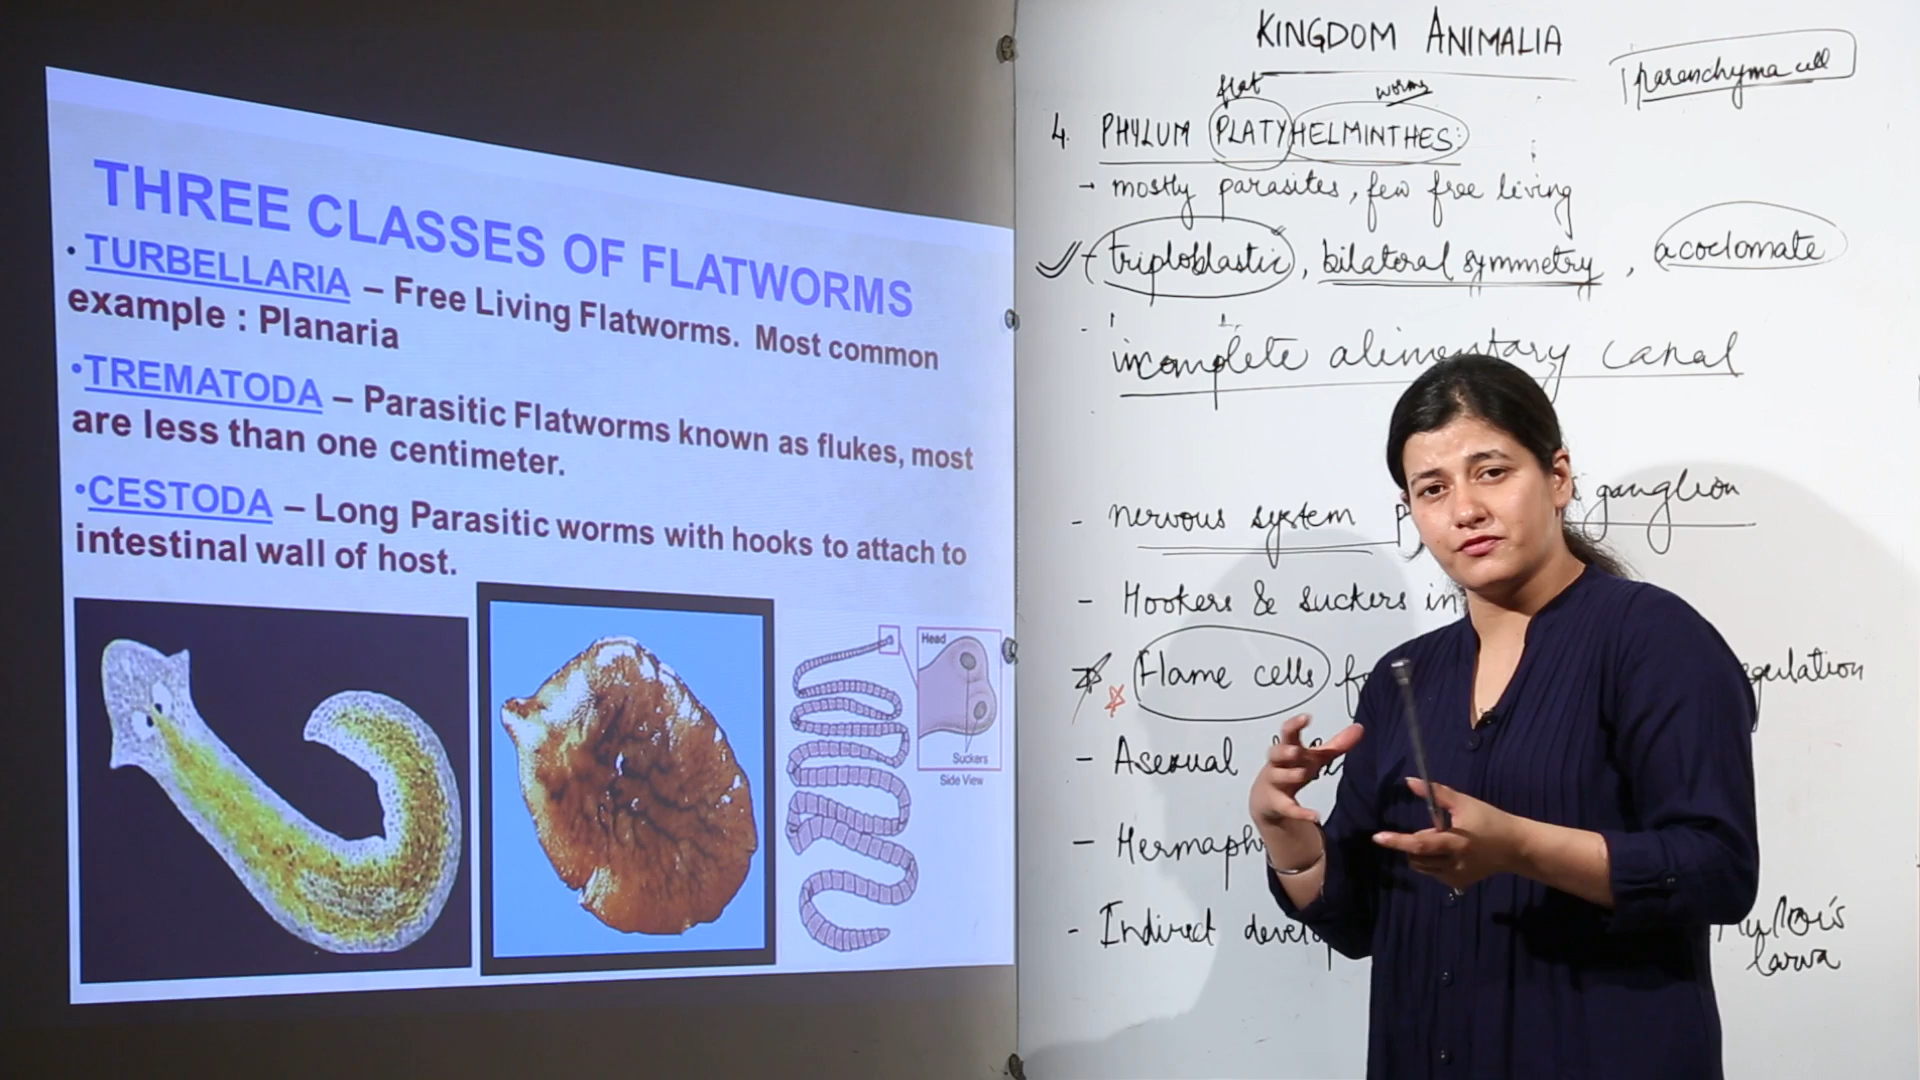 THREE CLASSES OF FLATWORMS
• TURBELLARIA – Free Living Flatworms. Most common
example : Planaria
•TREMATODA – Parasitic Flatworms known as flukes, most
are less than one centimeter.
•CESTODA – Long Parasitic worms with hooks to attach to
intestinal wall of host.
Head
Suckers
Side View
KINGDOM ANIMALIA
parenchyma cell
flat worms
4. PHYLUM PLATYHELMINTHES:
→ mostly parasites, few free living
- triploblastic, bilateral symmetry, acoelomate
incomplete alimentary canal
- nervous system ganglion
- Hookers & suckers in
Flame cells
- Asexual
- Hermaph
- Indirect larva